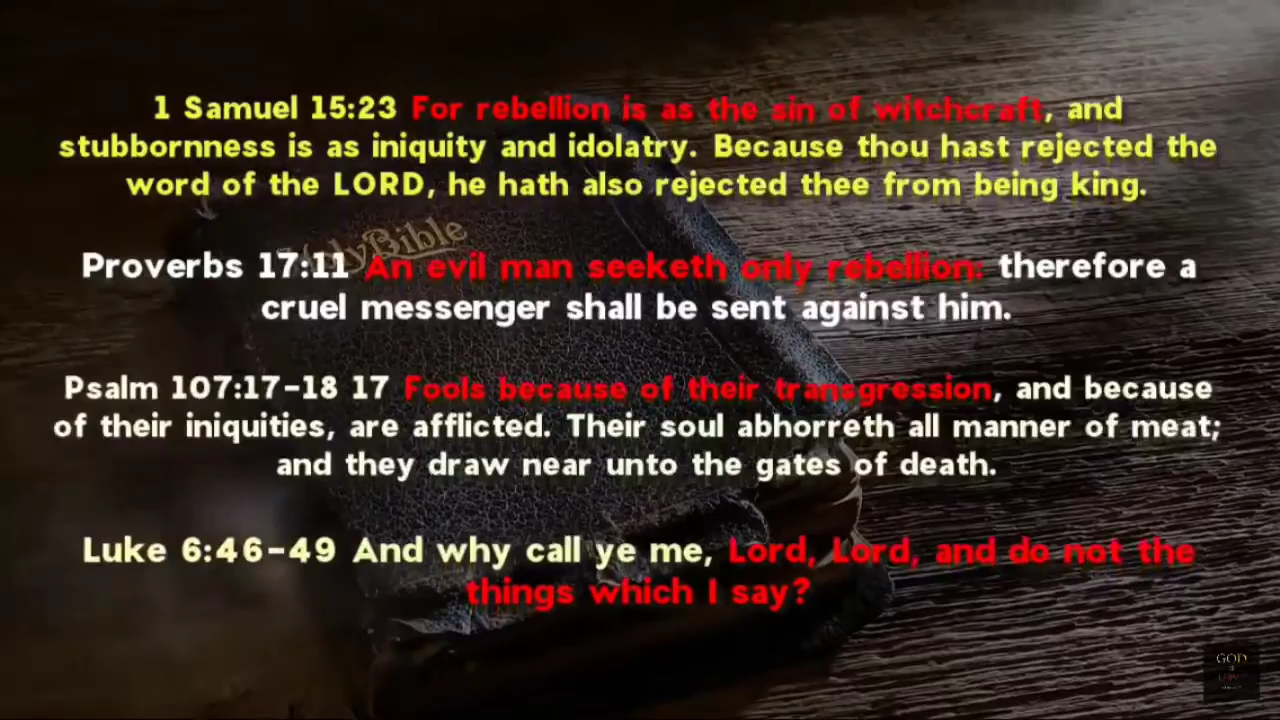 1 Samuel 15:23 For rebellion is as the sin of witchcraft, and
stubbornness is as iniquity and idolatry. Because thou hast rejected the
word of the LORD, he hath also rejected thee from being king.
Holy Bible
Proverbs 17:11 An evil man seeketh only rebellion: therefore a
cruel messenger shall be sent against him.
Psalm 107:17-18 17 Fools because of their transgression, and because
of their iniquities, are afflicted. Their soul abhorreth all manner of meat;
and they draw near unto the gates of death.
Luke 6:46-49 And why call ye me, Lord, Lord, and do not the
things which I say?
GOD